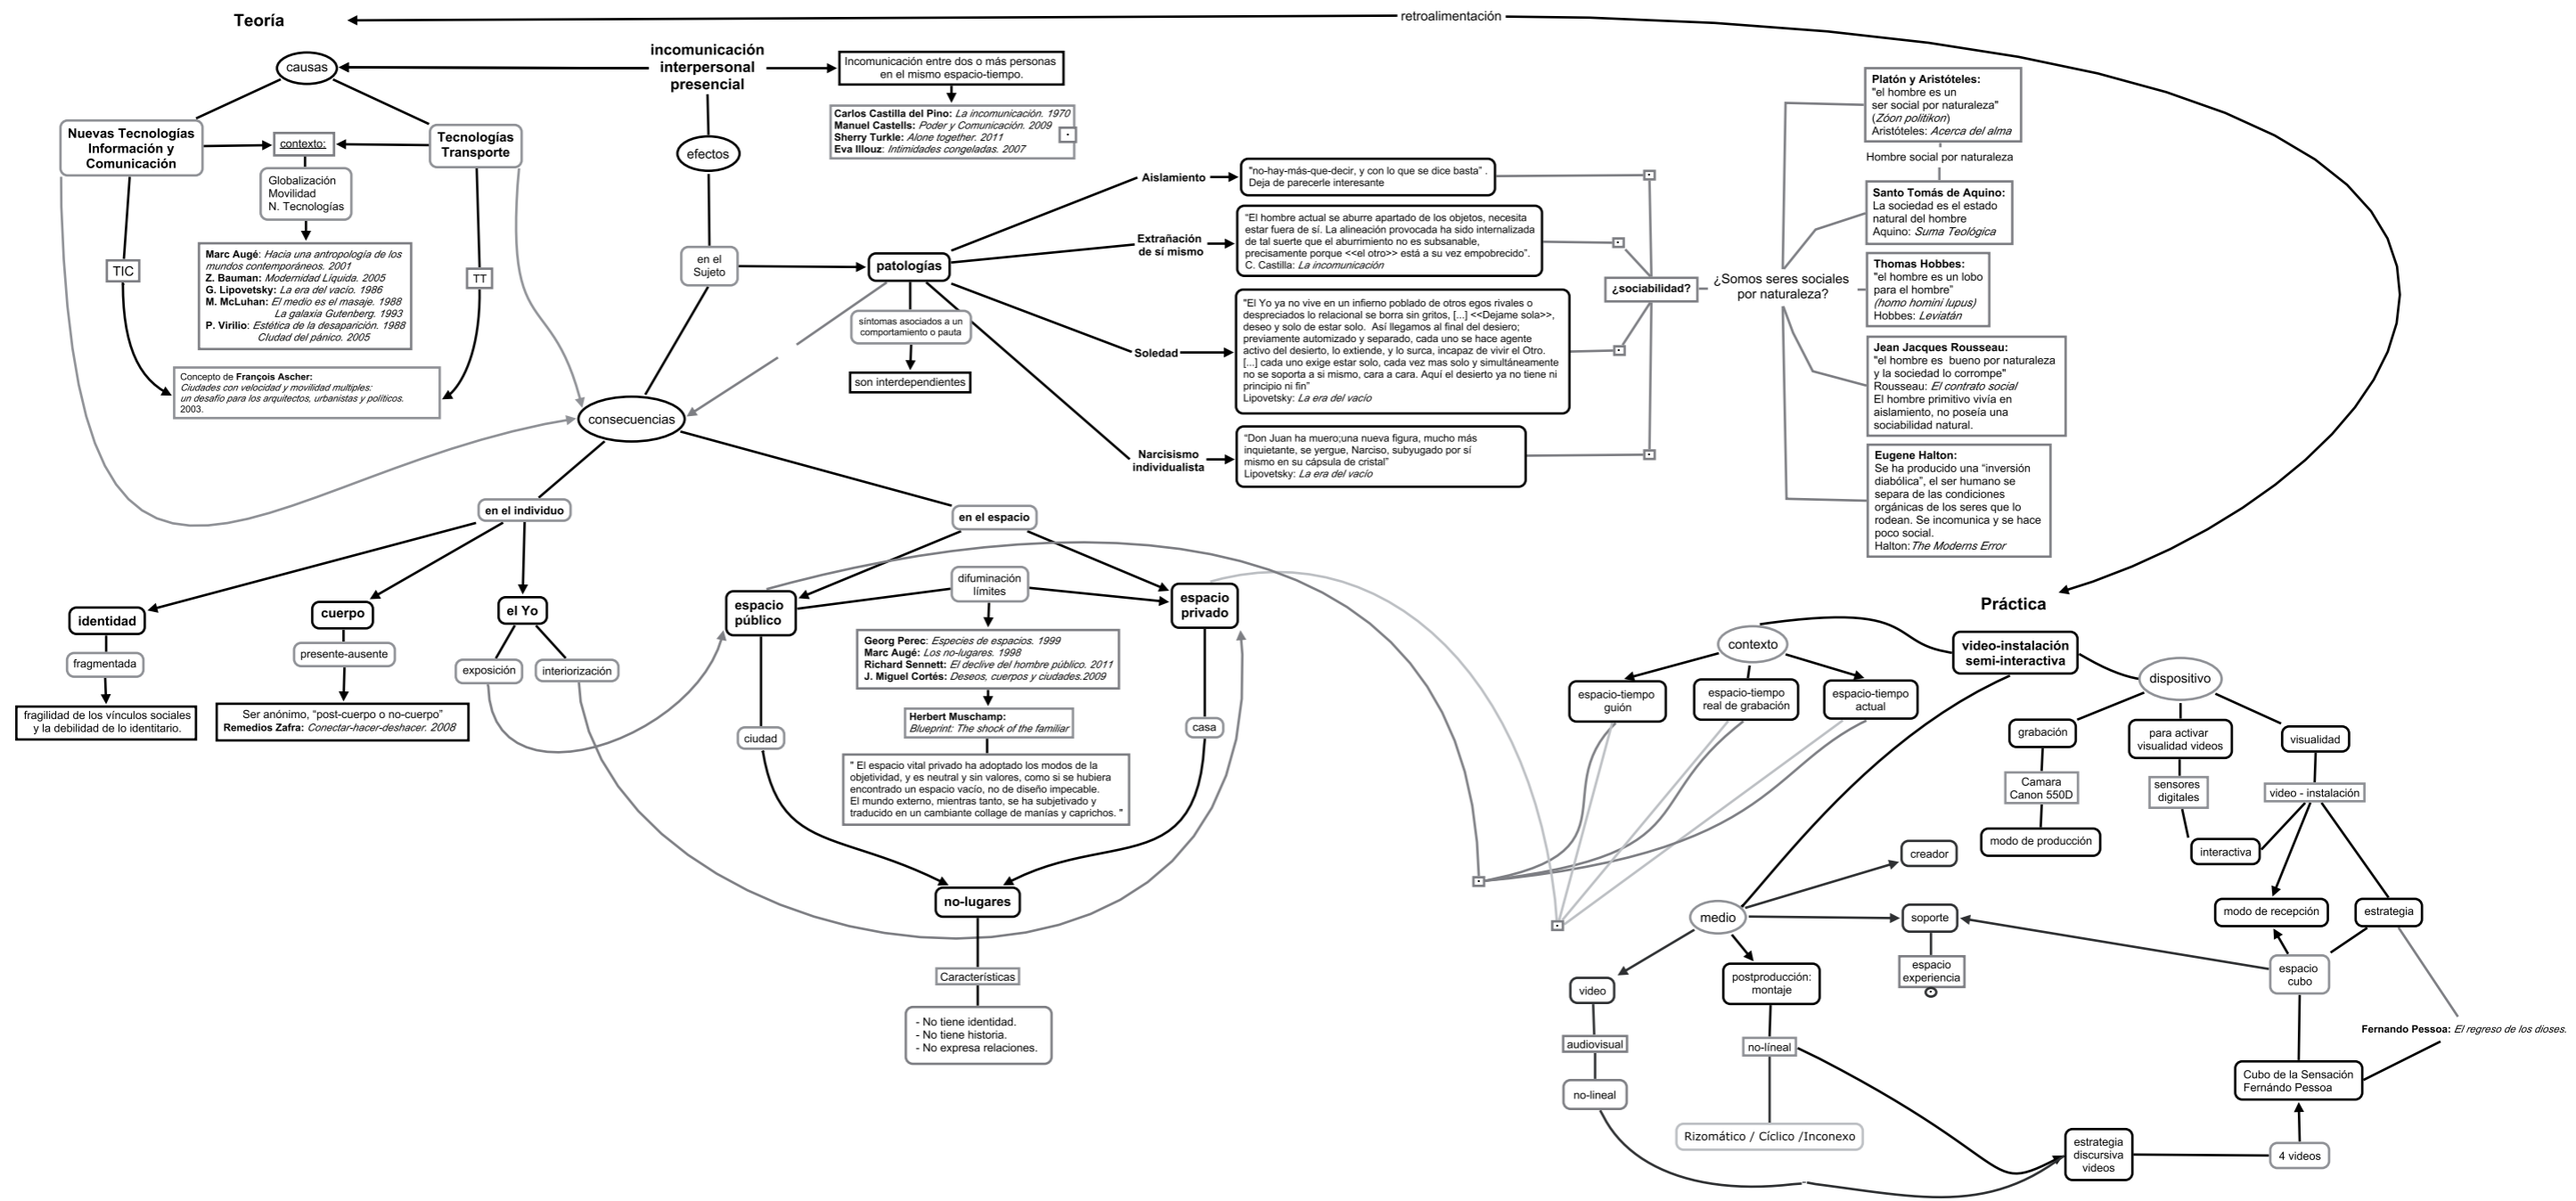 Teoría
retroalimentación
incomunicación
interpersonal
presencial
causas
Incomunicación entre dos o más personas
en el mismo espacio-tiempo.
Carlos Castilla del Pino: La incomunicación. 1970
Manuel Castells: Poder y Comunicación. 2009
Sherry Turkle: Alone together. 2011
Eva Illouz: Intimidades congeladas. 2007
Nuevas Tecnologías
Información y
Comunicación
contexto:
Tecnologías
Transporte
efectos
Globalización
Movilidad
N. Tecnologías
TIC
TT
Marc Augé: Hacia una antropología de los
mundos contemporáneos. 2001
Z. Bauman: Modernidad Líquida. 2005
G. Lipovetsky: La era del vacío. 1986
M. McLuhan: El medio es el masaje. 1988
La galaxia Gutenberg. 1993
P. Virilio: Estética de la desaparición. 1988
CIudad del pánico. 2005
Concepto de François Ascher:
Ciudades con velocidad y movilidad multiples:
un desafío para los arquitectos, urbanistas y políticos.
2003.
en el
Sujeto
patologías
síntomas asociados a un
comportamiento o pauta
son interdependientes
Aislamiento
"no-hay-más-que-decir, y con lo que se dice basta" .
Deja de parecerle interesante
Extrañación
de sí mismo
"El hombre actual se aburre apartado de los objetos, necesita
estar fuera de sí. La alineación provocada ha sido internalizada
de tal suerte que el aburrimiento no es subsanable,
precisamente porque <<el otro>> está a su vez empobrecido".
C. Castilla: La incomunicación
Soledad
"El Yo ya no vive en un infierno poblado de otros egos rivales o
despreciados lo relacional se borra sin gritos, [...] <<Dejame sola>>,
deseo y solo de estar solo. Así llegamos al final del desiero;
previamente automizado y separado, cada uno se hace agente
activo del desierto, lo extiende, y lo surca, incapaz de vivir el Otro.
[...] cada uno exige estar solo, cada vez mas solo y simultáneamente
no se soporta a si mismo, cara a cara. Aquí el desierto ya no tiene ni
principio ni fin"
Lipovetsky: La era del vacío
Narcisismo
individualista
"Don Juan ha muero;una nueva figura, mucho más
inquietante, se yergue, Narciso, subyugado por sí
mismo en su cápsula de cristal"
Lipovetsky: La era del vacío
¿sociabilidad?
¿Somos seres sociales
por naturaleza?
Platón y Aristóteles:
"el hombre es un
ser social por naturaleza"
(Zóon politikon)
Aristóteles: Acerca del alma
Hombre social por naturaleza
Santo Tomás de Aquino:
La sociedad es el estado
natural del hombre
Aquino: Suma Teológica
Thomas Hobbes:
"el hombre es un lobo
para el hombre"
(homo homini lupus)
Hobbes: Leviatán
Jean Jacques Rousseau:
"el hombre es bueno por naturaleza
y la sociedad lo corrompe"
Rousseau: El contrato social
El hombre primitivo vivía en
aislamiento, no poseía una
sociabilidad natural.
Eugene Halton:
Se ha producido una "inversión
diabólica", el ser humano se
separa de las condiciones
orgánicas de los seres que lo
rodean. Se incomunica y se hace
poco social.
Halton: The Moderns Error
consecuencias
en el individuo
en el espacio
identidad
fragmentada
fragilidad de los vínculos sociales
y la debilidad de lo identitario.
cuerpo
presente-ausente
Ser anónimo, "post-cuerpo o no-cuerpo"
Remedios Zafra: Conectar-hacer-deshacer. 2008
el Yo
exposición
interiorización
espacio
público
difuminación
límites
espacio
privado
Georg Perec: Especies de espacios. 1999
Marc Augé: Los no-lugares. 1998
Richard Sennett: El declive del hombre público. 2011
J. Miguel Cortés: Deseos, cuerpos y ciudades.2009
Herbert Muschamp:
Blueprint: The shock of the familiar
" El espacio vital privado ha adoptado los modos de la
objetividad, y es neutral y sin valores, como si se hubiera
encontrado un espacio vacío, no de diseño impecable.
El mundo externo, mientras tanto, se ha subjetivado y
traducido en un cambiante collage de manías y caprichos. "
ciudad
casa
no-lugares
Características
- No tiene identidad.
- No tiene historia.
- No expresa relaciones.
Práctica
video-instalación
semi-interactiva
contexto
espacio-tiempo
guión
espacio-tiempo
real de grabación
espacio-tiempo
actual
dispositivo
grabación
Camara
Canon 550D
modo de producción
para activar
visualidad videos
sensores
digitales
interactiva
visualidad
video - instalación
modo de recepción
estrategia
creador
medio
soporte
espacio
experiencia
video
audiovisual
no-lineal
postproducción:
montaje
no-líneal
Rizomático / Cíclico /Inconexo
espacio
cubo
Fernando Pessoa: El regreso de los dioses.
Cubo de la Sensación
Fernándo Pessoa
estrategia
discursiva
videos
4 videos